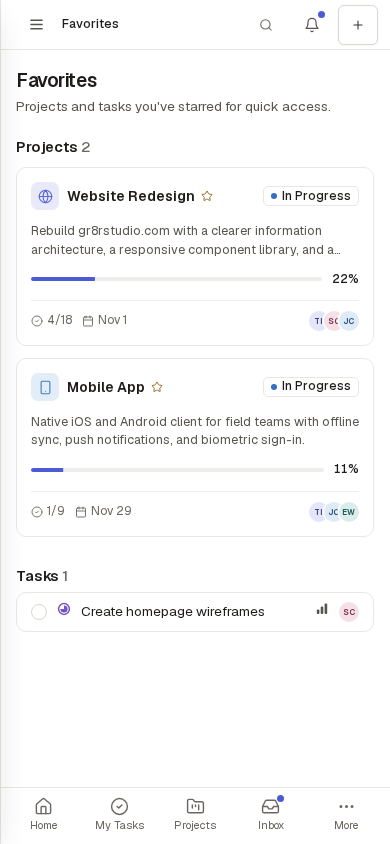 Favorites
Favorites
Projects and tasks you've starred for quick access.
Projects 2
Website Redesign
In Progress
Rebuild gr8rstudio.com with a clearer information
architecture, a responsive component library, and a…
22%
4/18
Nov 1
TI
SC
JC
Mobile App
In Progress
Native iOS and Android client for field teams with offline
sync, push notifications, and biometric sign-in.
11%
1/9
Nov 29
TI
JC
EW
Tasks 1
Create homepage wireframes
SC
Home
My Tasks
Projects
Inbox
More